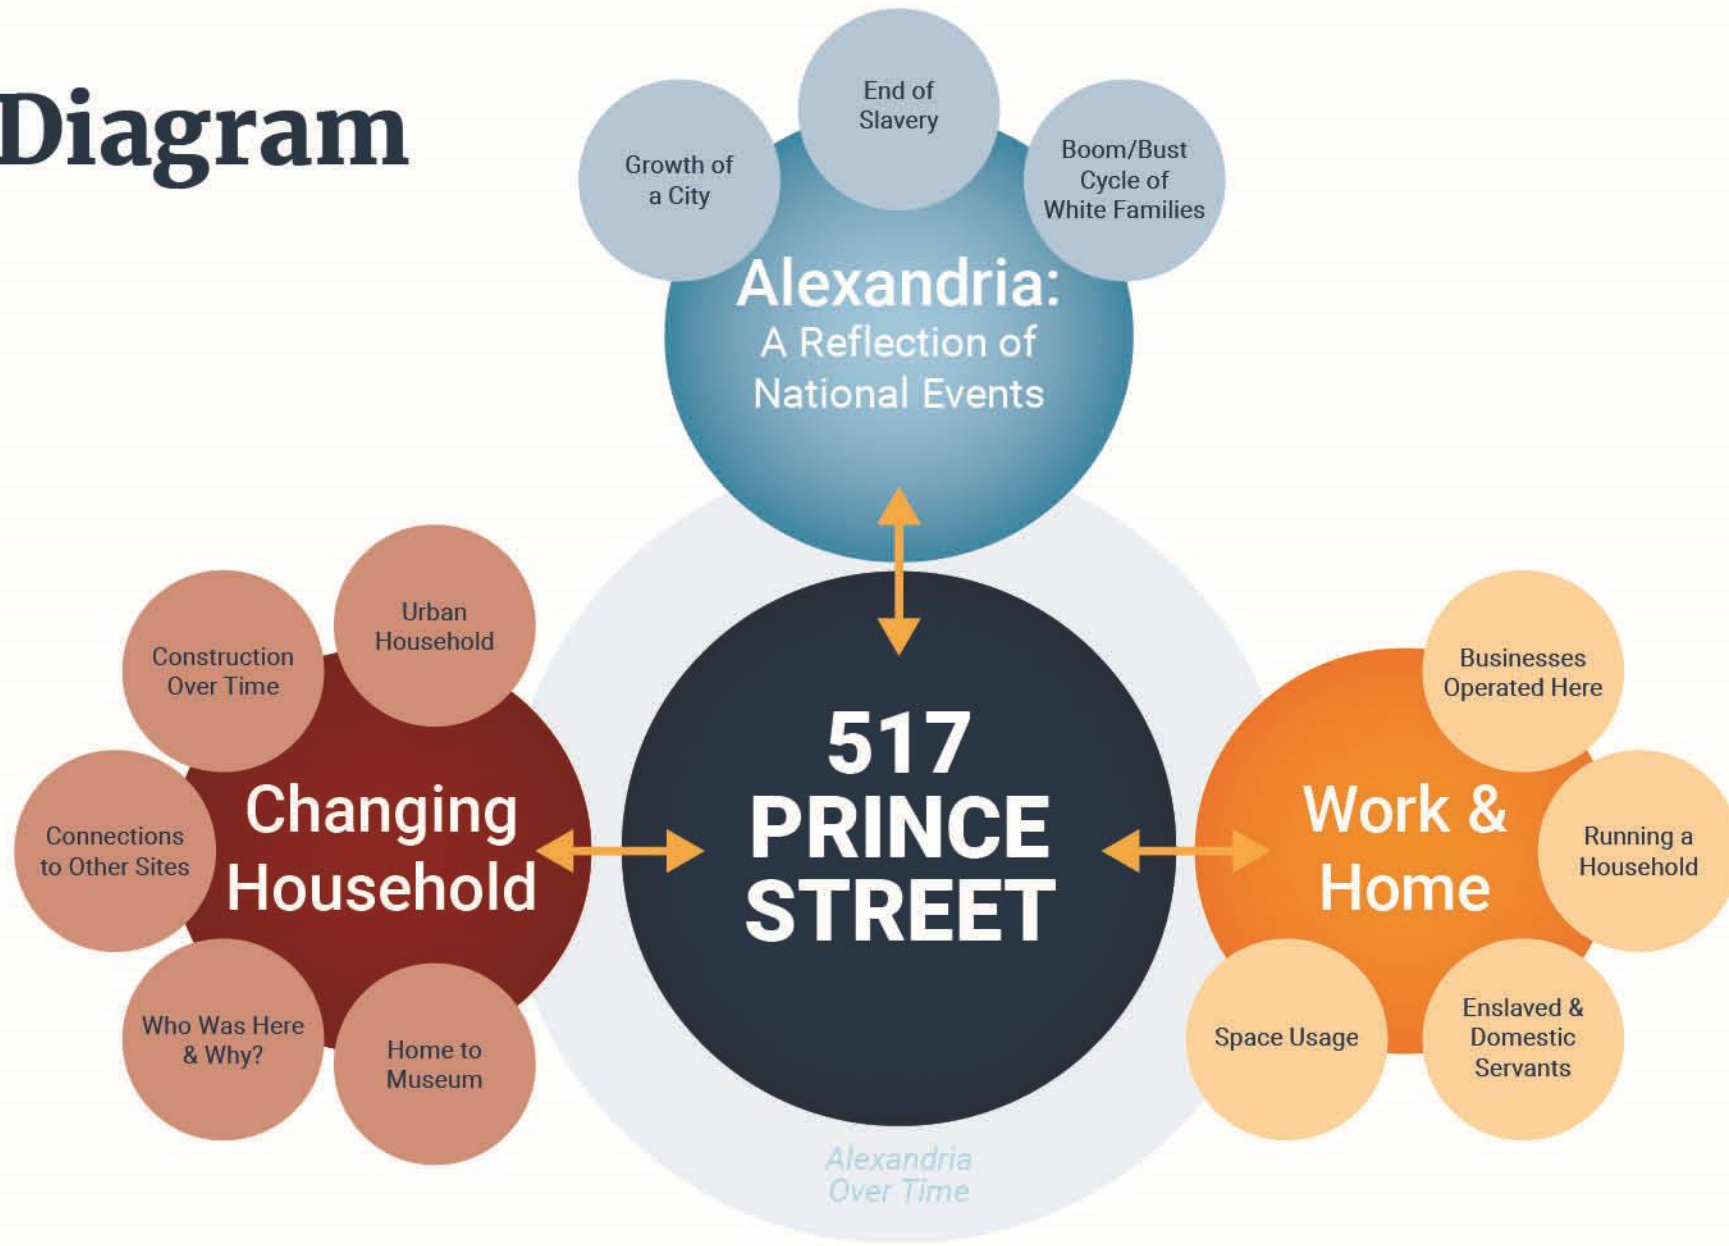 Diagram
End of
Slavery
Growth of
a City
Boom/Bust
Cycle of
White Families
Alexandria:
A Reflection of
National Events
Urban
Household
Construction
Over Time
Connections
to Other Sites
Who Was Here
& Why?
Home to
Museum
Changing
Household
517
PRINCE
STREET
Work &
Home
Businesses
Operated Here
Running a
Household
Enslaved &
Domestic
Servants
Space Usage
Alexandria
Over Time